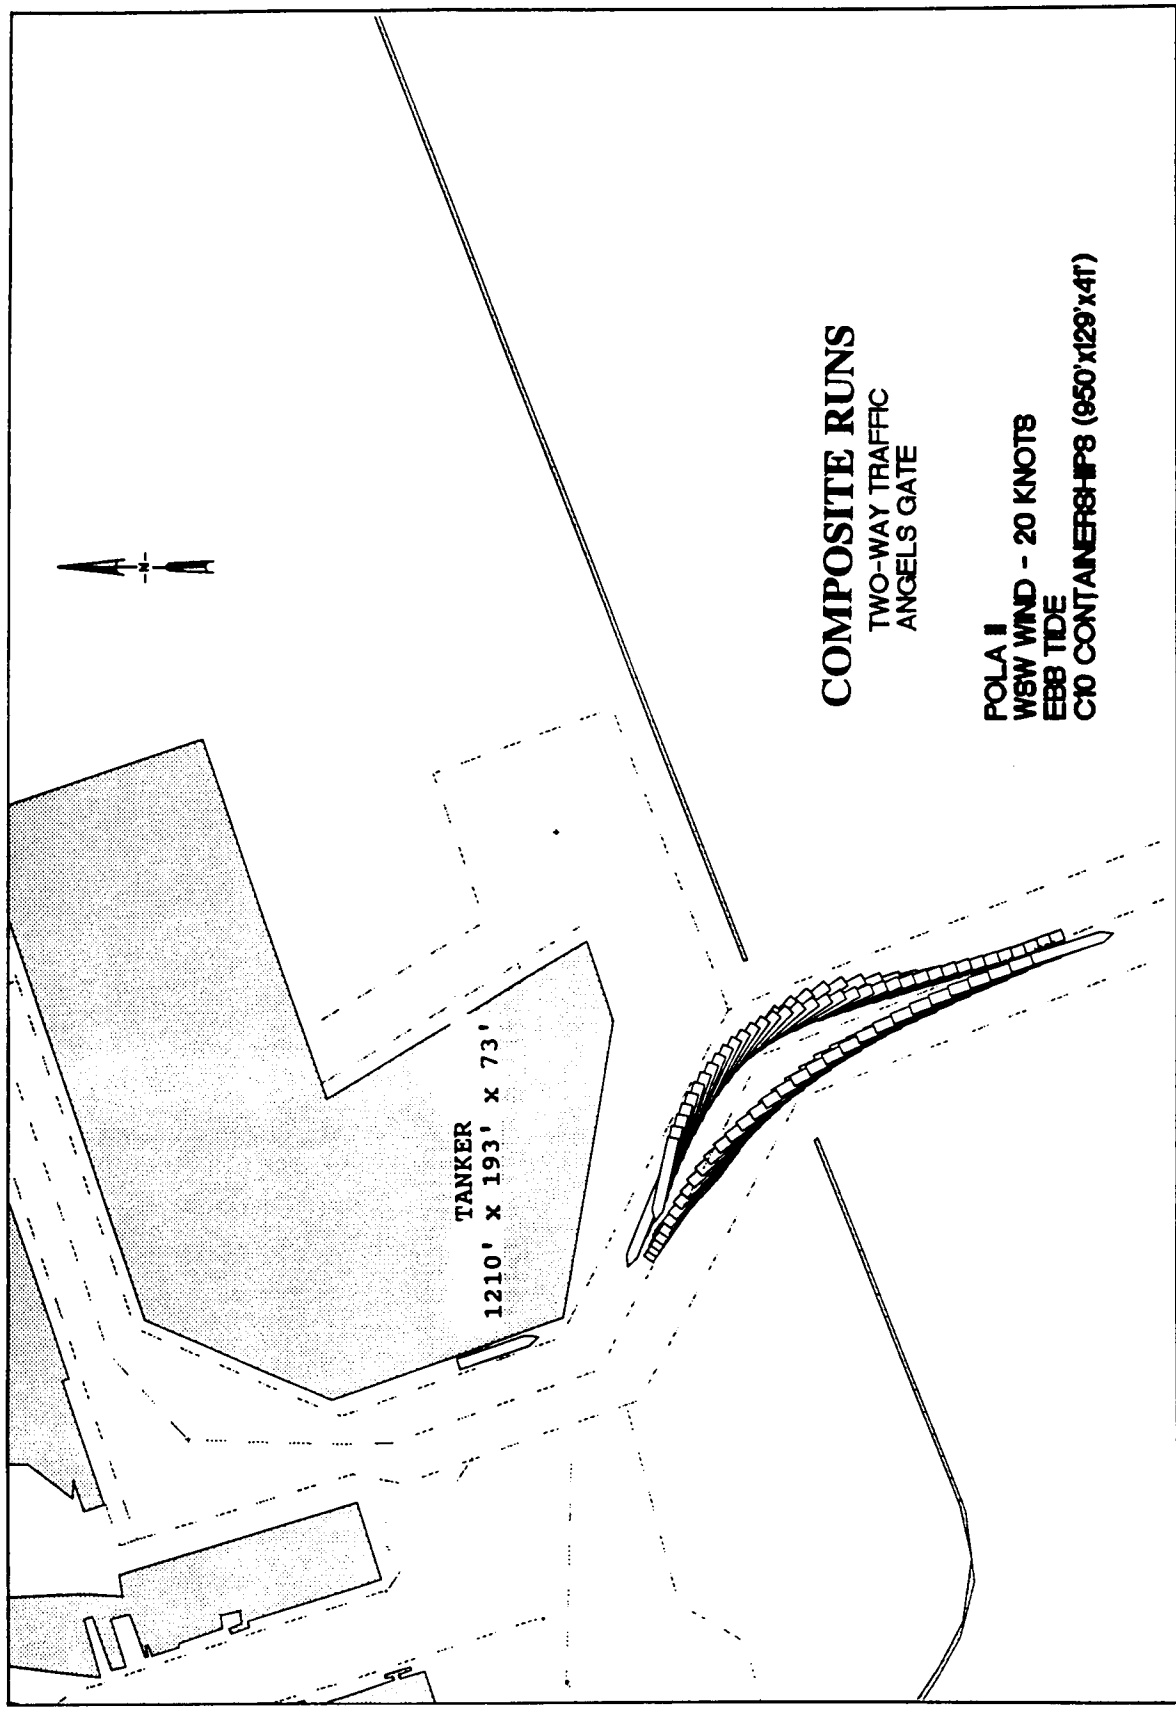 N
TANKER
1210' x 193' x 73'
COMPOSITE RUNS
TWO-WAY TRAFFIC
ANGELS GATE
POLA II
WSW WIND - 20 KNOTS
EBB TIDE
C10 CONTAINERSHIPS (950'x129'x41')